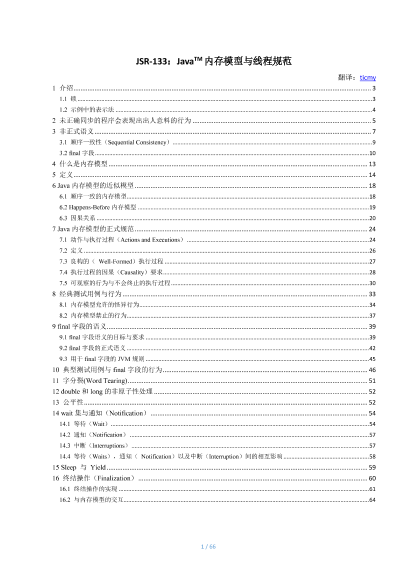 JSR-133：Java™ 内存模型与线程规范
翻译：ticmy
1 介绍 3
1.1 锁 3
1.2 示例中的表示法 4
2 未正确同步的程序会表现出出人意料的行为 5
3 非正式语义 7
3.1 顺序一致性（Sequential Consistency） 9
3.2 final 字段 10
4 什么是内存模型 13
5 定义 14
6 Java 内存模型的近似模型 18
6.1 顺序一致的内存模型 18
6.2 Happens-Before 内存模型 19
6.3 因果关系 20
7 Java 内存模型的正式规范 24
7.1 动作与执行过程（Actions and Executions） 24
7.2 定义 26
7.3 良构的（ Well-Formed）执行过程 27
7.4 执行过程的因果（Causality）要求 28
7.5 可观察的行为与不会终止的执行过程 30
8 经典测试用例与行为 33
8.1 内存模型允许的怪异行为 34
8.2 内存模型禁止的行为 37
9 final 字段的语义 39
9.1 final 字段语义的目标与要求 39
9.2 final 字段的正式语义 42
9.3 用于 final 字段的 JVM 规则 45
10 典型测试用例与 final 字段的行为 46
11 字分裂(Word Tearing) 51
12 double 和 long 的非原子性处理 52
13 公平性 52
14 wait 集与通知（Notification） 54
14.1 等待（Wait） 54
14.2 通知（Notification） 57
14.3 中断（Interruptions） 57
14.4 等待（Waits），通知（ Notification）以及中断（Interruption）间的相互影响 58
15 Sleep 与 Yield 59
16 终结操作（Finalization） 60
16.1 终结操作的实现 61
16.2 与内存模型的交互 64
1 / 66